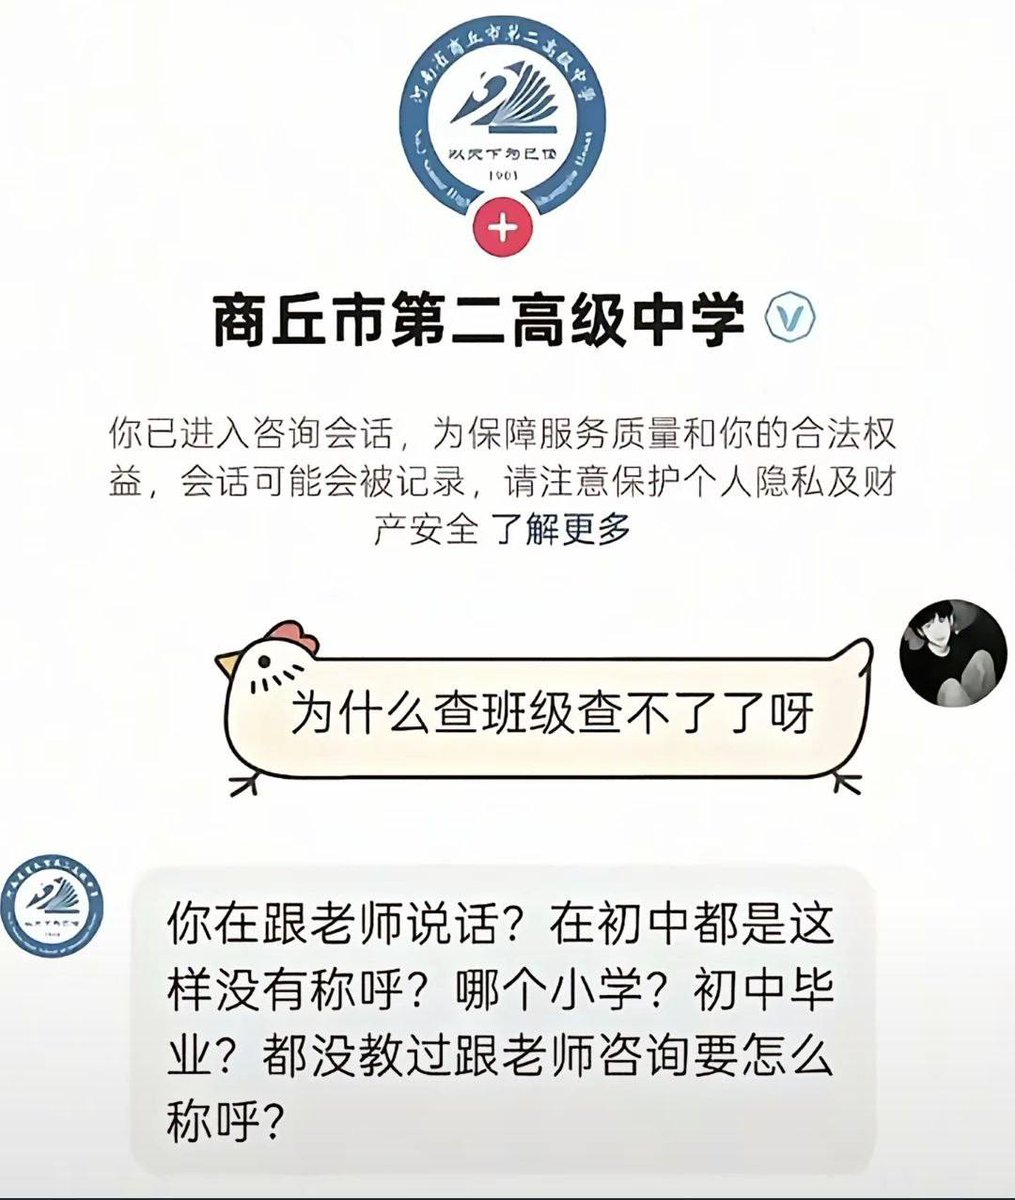 河南省商丘市第二高级中学
以天下为己任
1903
商丘市第二高级中学
你已进入咨询会话，为保障服务质量和你的合法权
益，会话可能会被记录，请注意保护个人隐私及财
产安全 了解更多
为什么查班级查不了了呀
你在跟老师说话？在初中都是这
样没有称呼？哪个小学？初中毕
业？都没教过跟老师咨询要怎么
称呼？